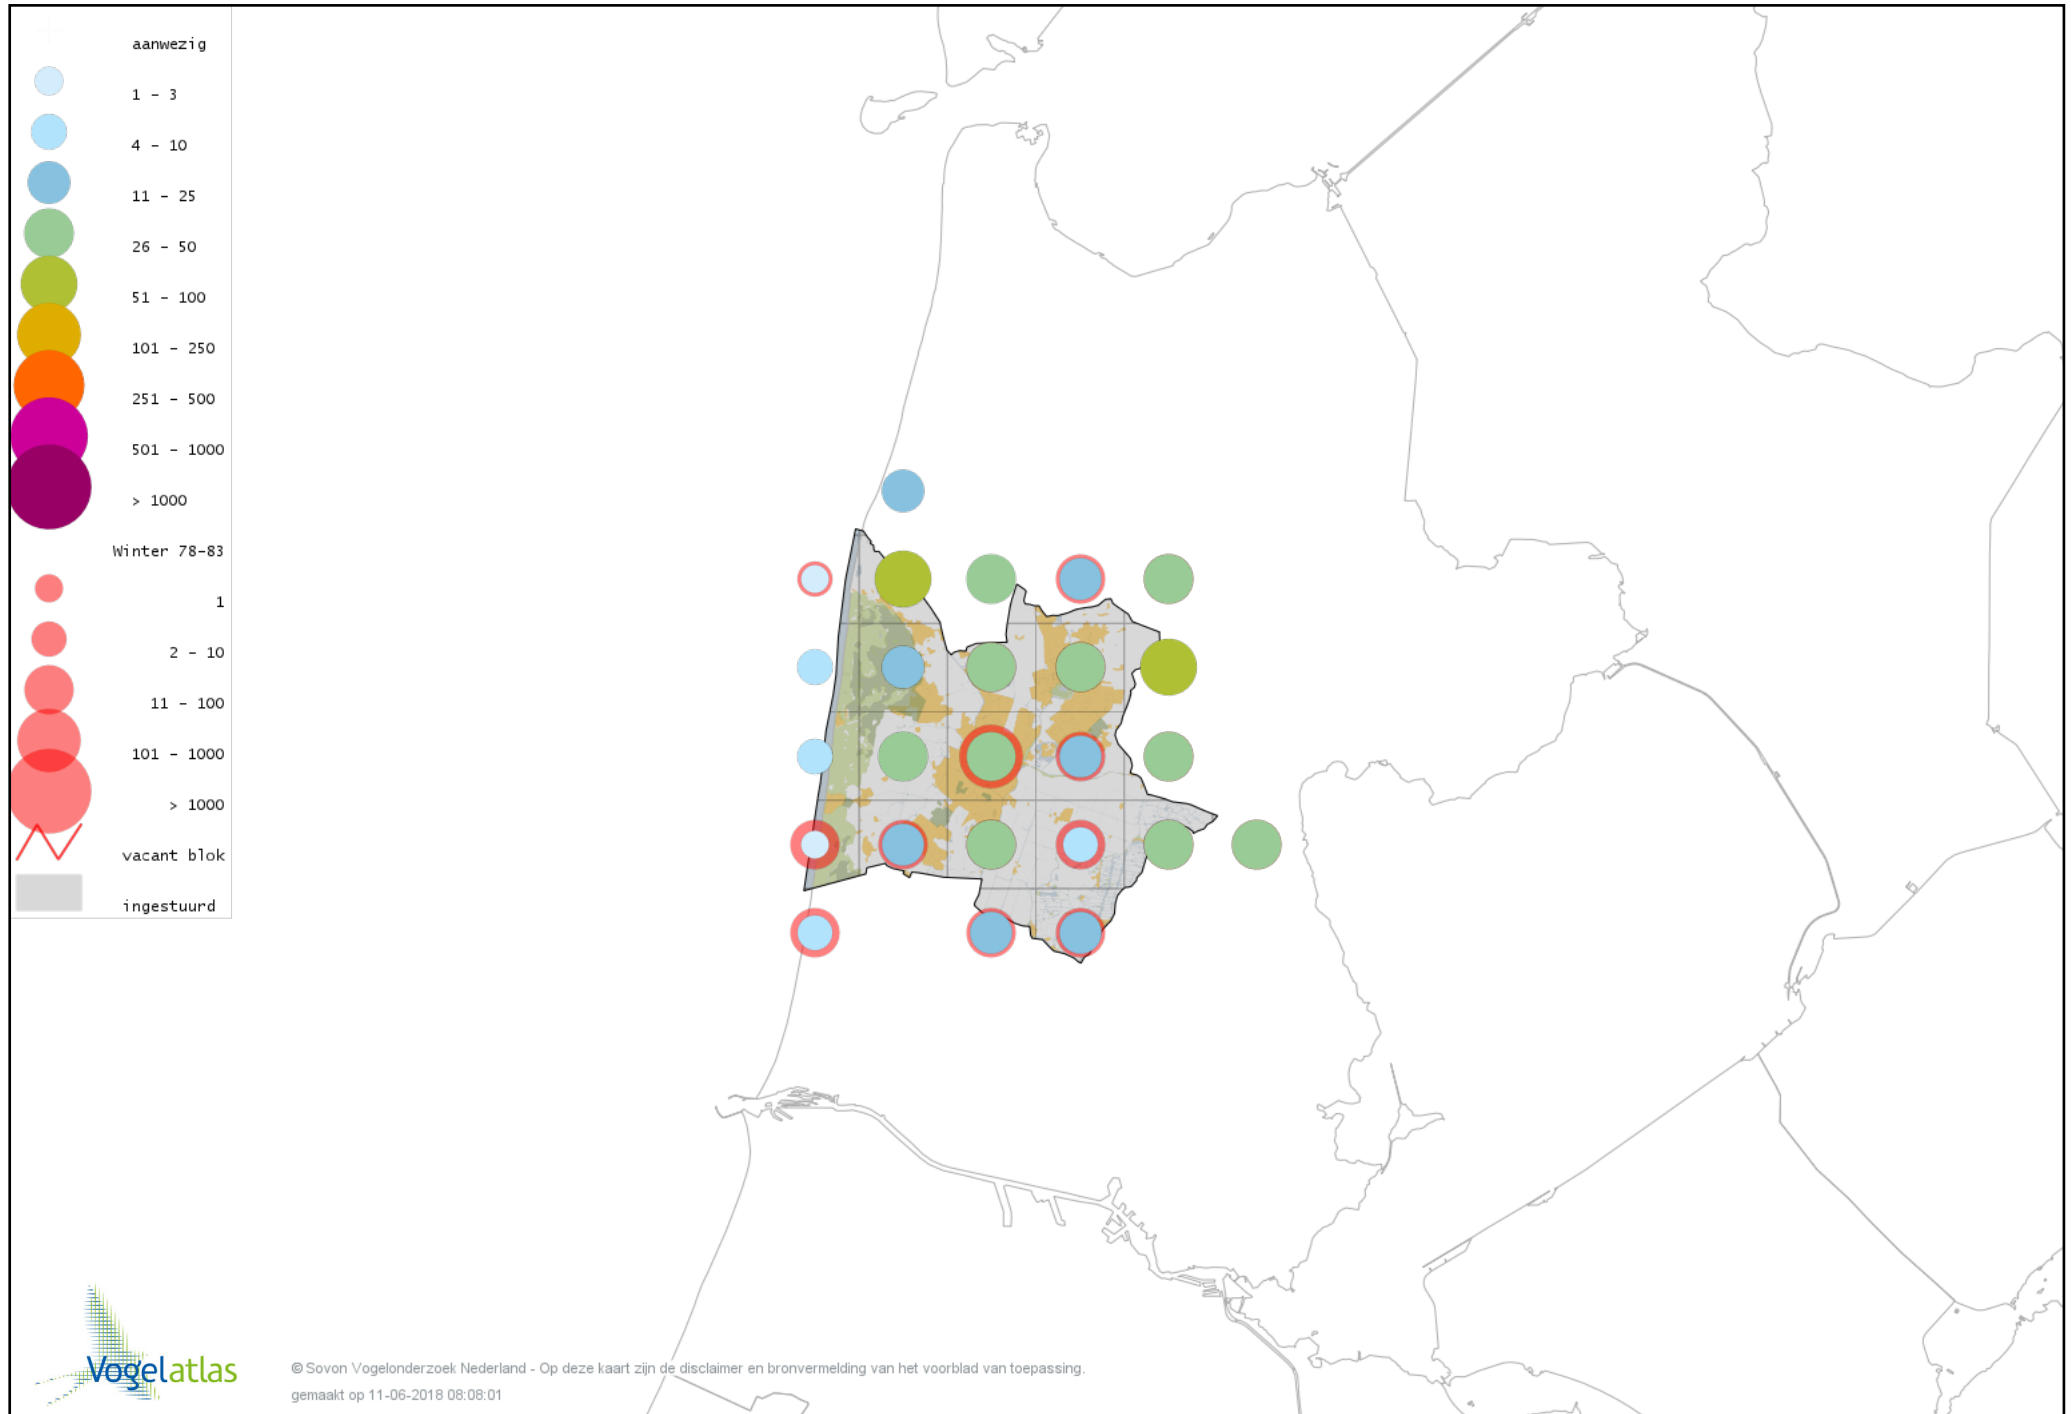 aanwezig
1 – 3
4 – 10
11 – 25
26 – 50
51 – 100
101 – 250
251 – 500
501 – 1000
> 1000
Winter 78-83
1
2 – 10
11 – 100
101 – 1000
> 1000
vacant blok
ingestuurd
Vogelatlas
© Sovon Vogelonderzoek Nederland - Op deze kaart zijn de disclaimer en bronvermelding van het voorblad van toepassing.
gemaakt op 11-06-2018 08:08:01